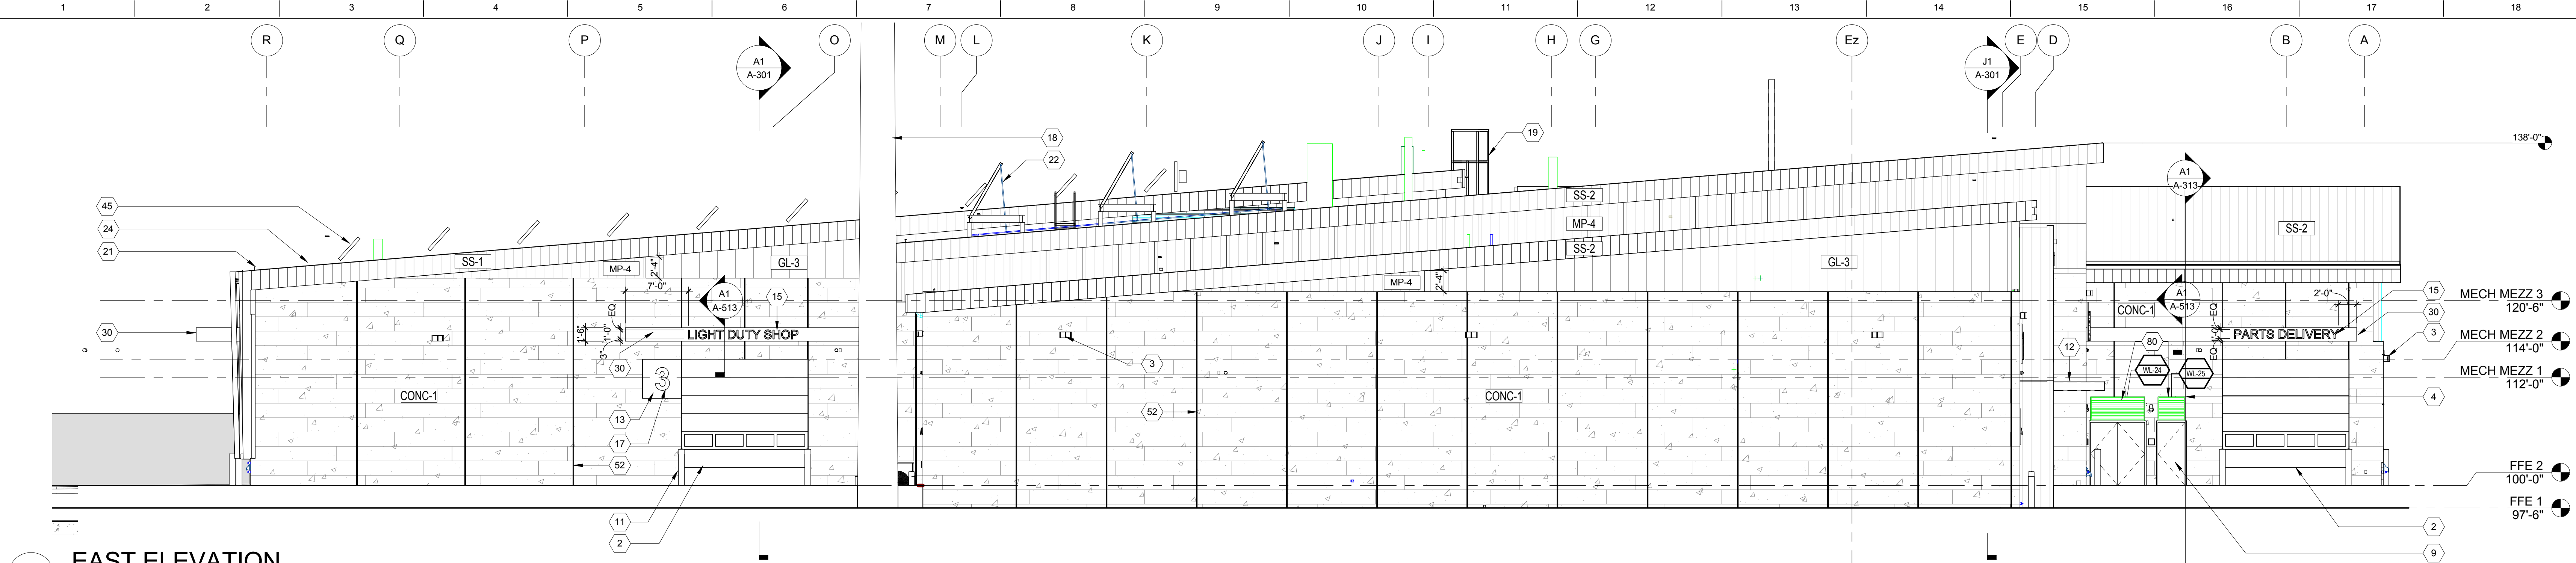 1 2 3 4 5 6 7 8 9 10 11 12 13 14 15 16 17 18
R Q P O M L K J I H G Ez E D B A
A1
A-301
J1
A-301
138'-0"
18
19
22
A1
A-313
45
24
21
SS-1
MP-4
2'-4"
GL-3
SS-2
MP-4
SS-2
MP-4
2'-4"
GL-3
SS-2
7'-0"
A1
A-513
15
CONC-1
A1
A-513
2'-0"
15
MECH MEZZ 3
120'-6"
30
1'-6"
EQ
1'-0"
3"
LIGHT DUTY SHOP
EQ
1'-0"
EQ
PARTS DELIVERY
30
3
MECH MEZZ 2
114'-0"
30
3
3
12
80
WL-24
WL-25
MECH MEZZ 1
112'-0"
CONC-1
CONC-1
4
13
52
17
52
FFE 2
100'-0"
FFE 1
97'-6"
11
2
2
9
EAST ELEVATION